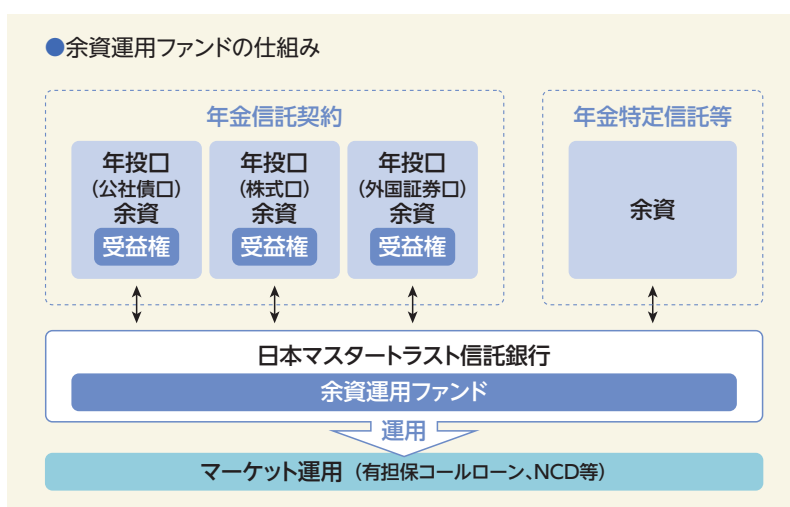 ●余資運用ファンドの仕組み
年金信託契約
年金特定信託等
年投口
(公社債口)
余資
受益権
年投口
(株式口)
余資
受益権
年投口
(外国証券口)
余資
受益権
余資
日本マスタートラスト信託銀行
余資運用ファンド
運用
マーケット運用(有担保コールローン、NCD等)